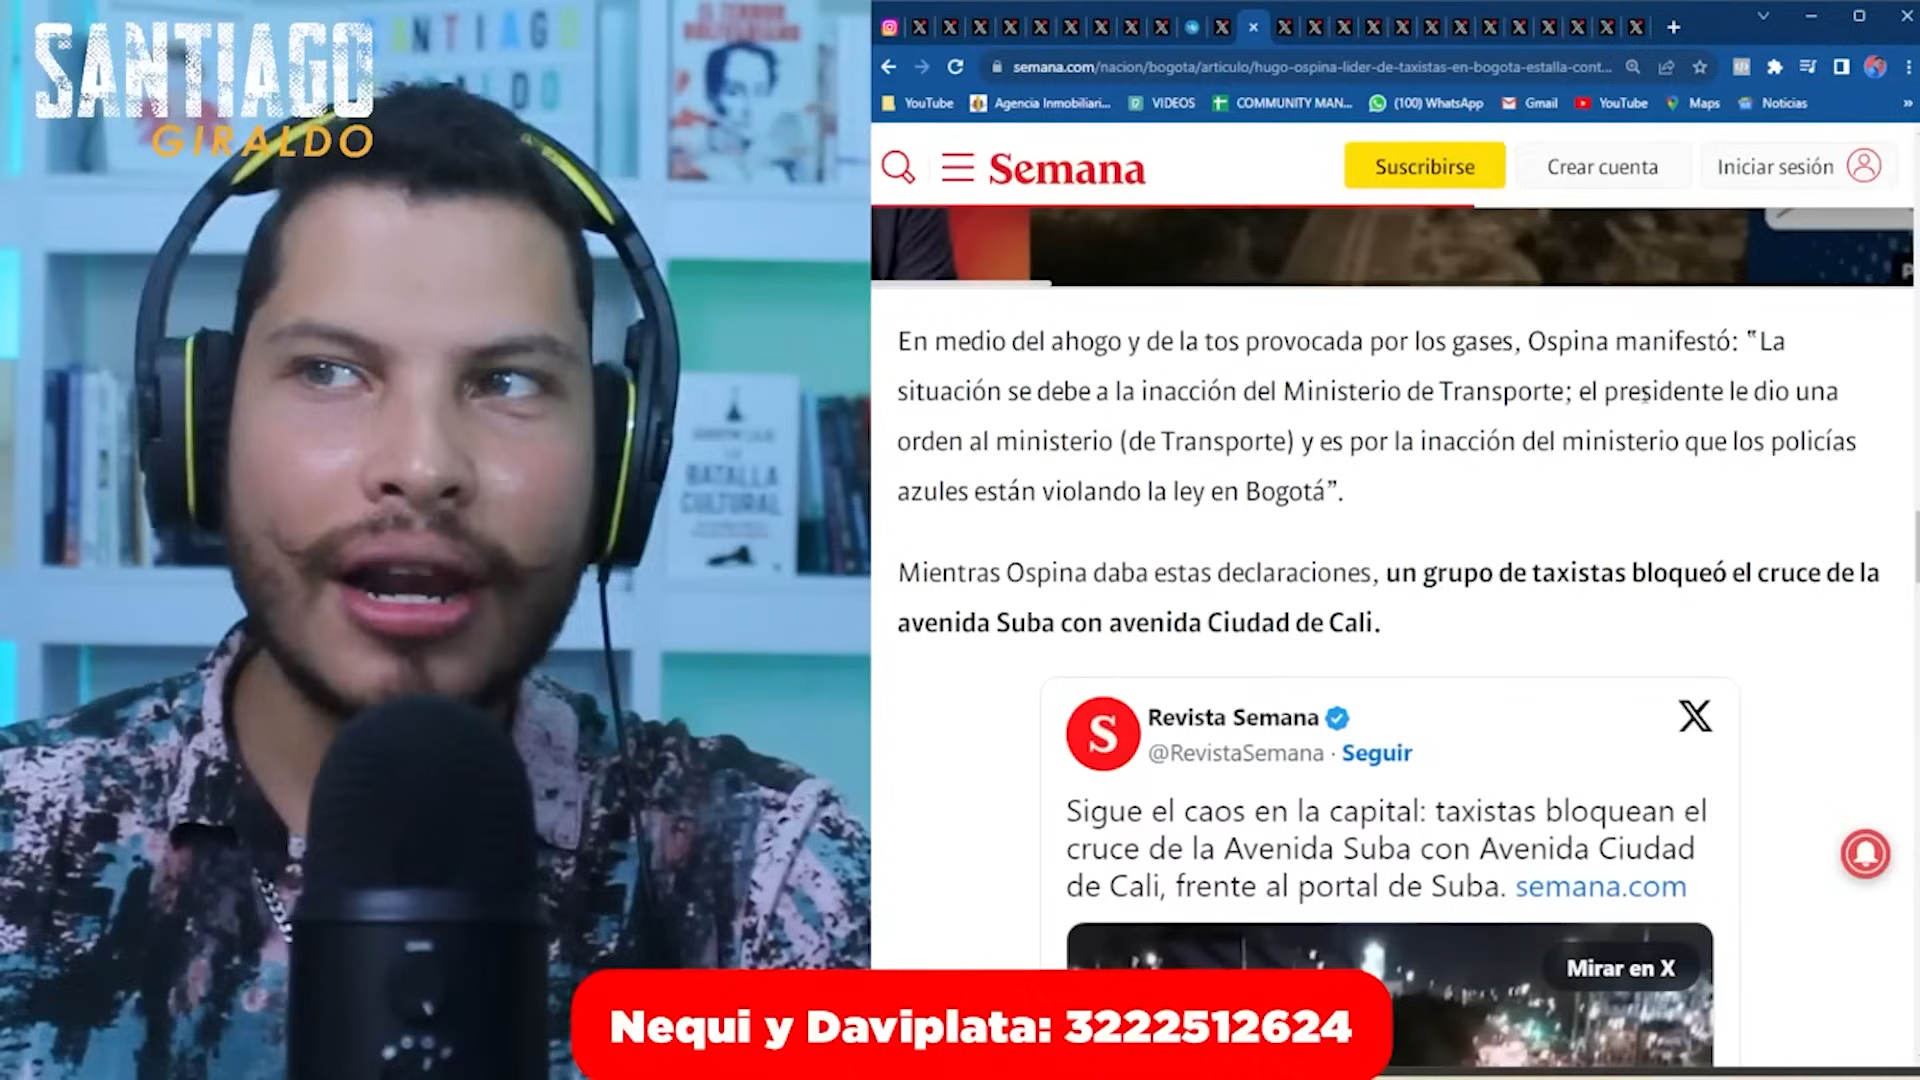 SANTIAGO
GIRALDO
BATALLA
CULTURAL
semana.com/nacion/bogota/articulo/hugo-ospina-lider-de-taxistas-en-bogota-estalla-cont...
YouTube
Agencia Inmobiliari...
VIDEOS
COMMUNITY MAN...
(100) WhatsApp
Gmail
YouTube
Maps
Noticias
»
Semana
Suscribirse
Crear cuenta
Iniciar sesión
En medio del ahogo y de la tos provocada por los gases, Ospina manifestó: “La
situación se debe a la inacción del Ministerio de Transporte; el presidente le dio una
orden al ministerio (de Transporte) y es por la inacción del ministerio que los policías
azules están violando la ley en Bogotá”.
Mientras Ospina daba estas declaraciones, un grupo de taxistas bloqueó el cruce de la
avenida Suba con avenida Ciudad de Cali.
S
Revista Semana
@RevistaSemana · Seguir
Sigue el caos en la capital: taxistas bloquean el
cruce de la Avenida Suba con Avenida Ciudad
de Cali, frente al portal de Suba. semana.com
Mirar en X
Nequi y Daviplata: 3222512624